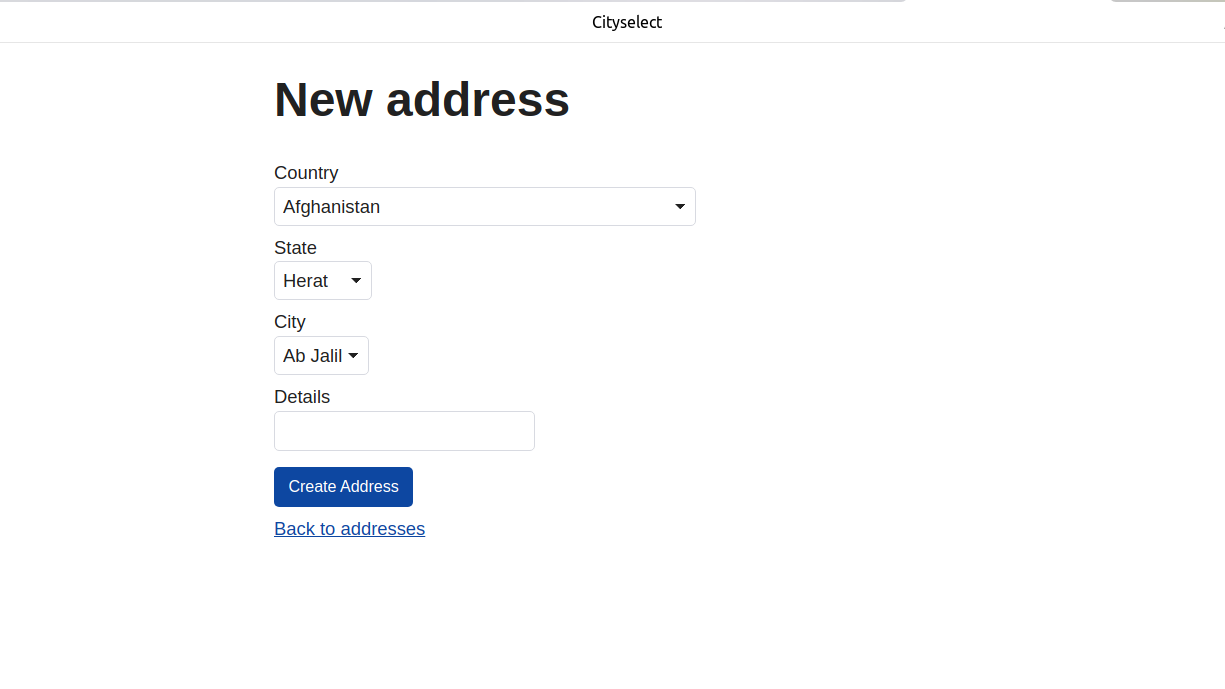 Cityselect
New address
Country
Afghanistan
State
Herat
City
Ab Jalil
Details
Create Address
Back to addresses